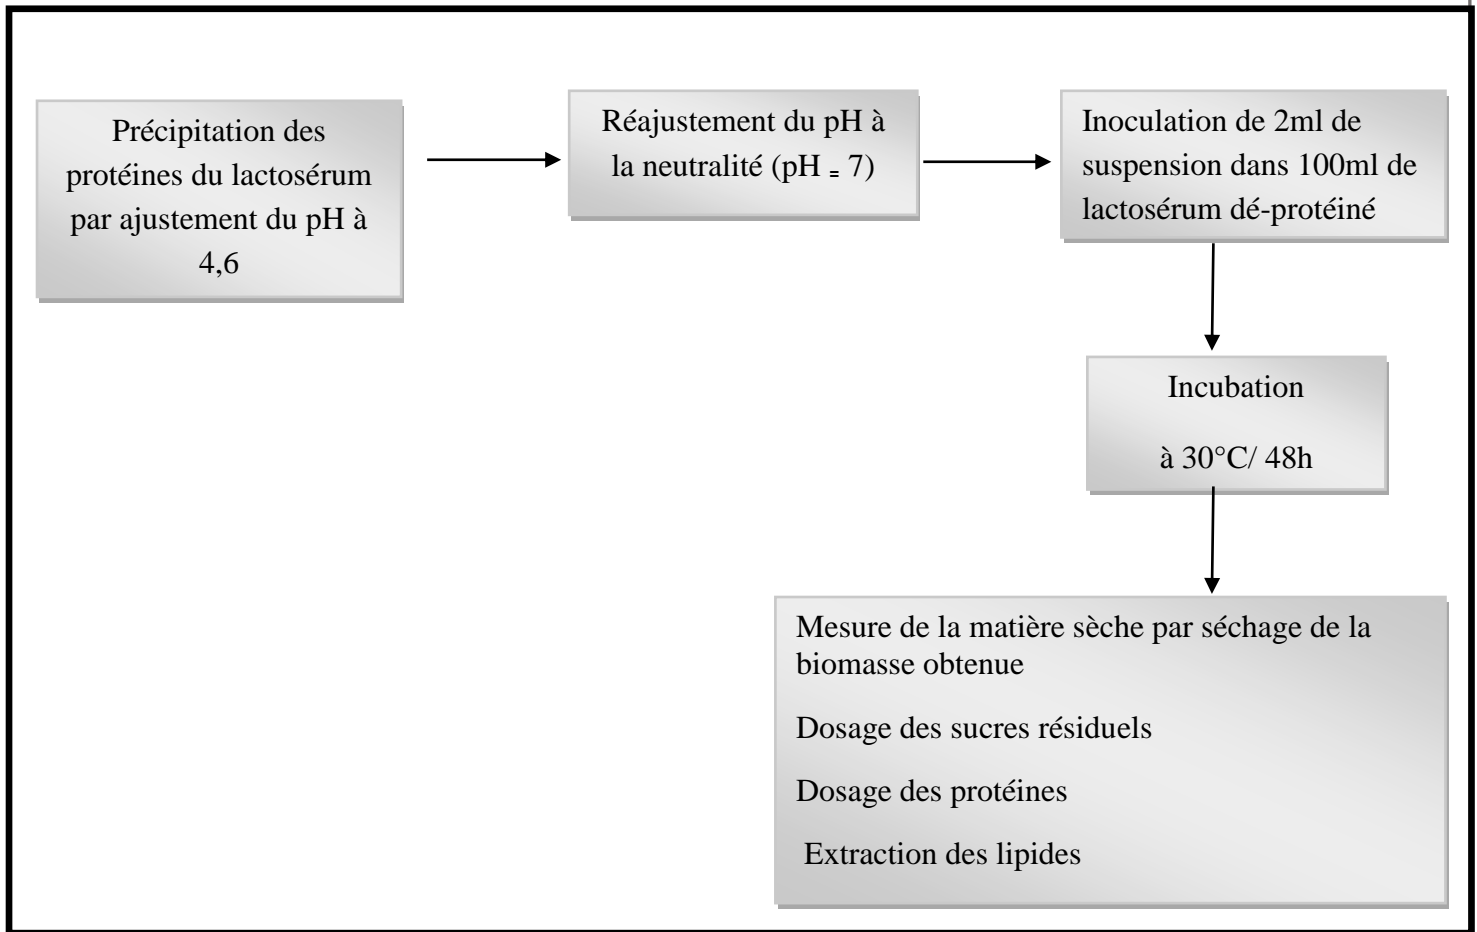 Précipitation des
protéines du lactosérum
par ajustement du pH à
4,6
Réajustement du pH à
la neutralité (pH = 7)
Inoculation de 2ml de
suspension dans 100ml de
lactosérum dé-protéiné
Incubation
à 30°C/ 48h
Mesure de la matière sèche par séchage de la
biomasse obtenue
Dosage des sucres résiduels
Dosage des protéines
Extraction des lipides